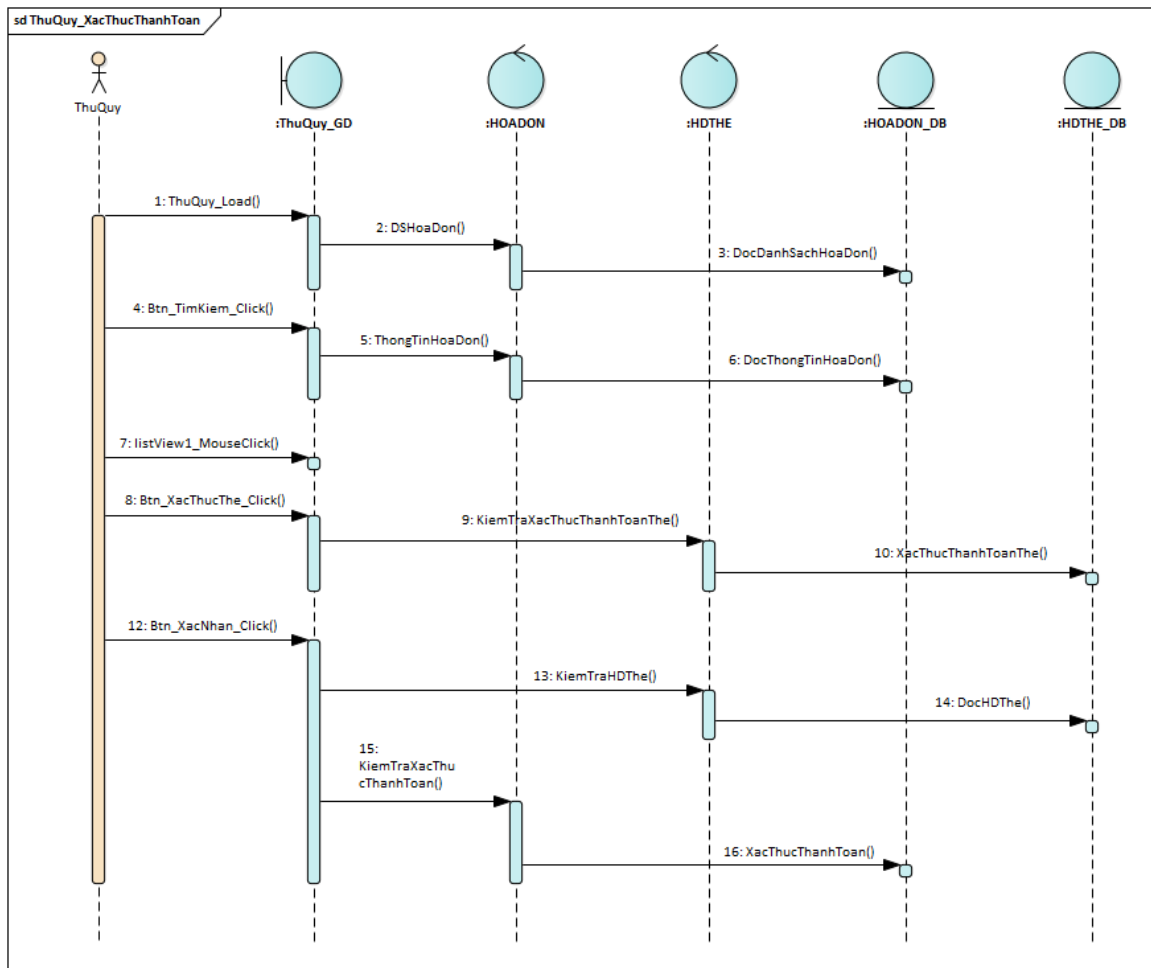 sd ThuQuy_XacThucThanhToan
ThuQuy
:ThuQuy_GD
:HOADON
:HDTHE
:HOADON_DB
:HDTHE_DB
1: ThuQuy_Load()
2: DSHoaDon()
3: DocDanhSachHoaDon()
4: Btn_TimKiem_Click()
5: ThongTinHoaDon()
6: DocThongTinHoaDon()
7: listView1_MouseClick()
8: Btn_XacThucThe_Click()
9: KiemTraXacThucThanhToanThe()
10: XacThucThanhToanThe()
12: Btn_XacNhan_Click()
13: KiemTraHDThe()
14: DocHDThe()
15:
KiemTraXacThu
cThanhToan()
16: XacThucThanhToan()